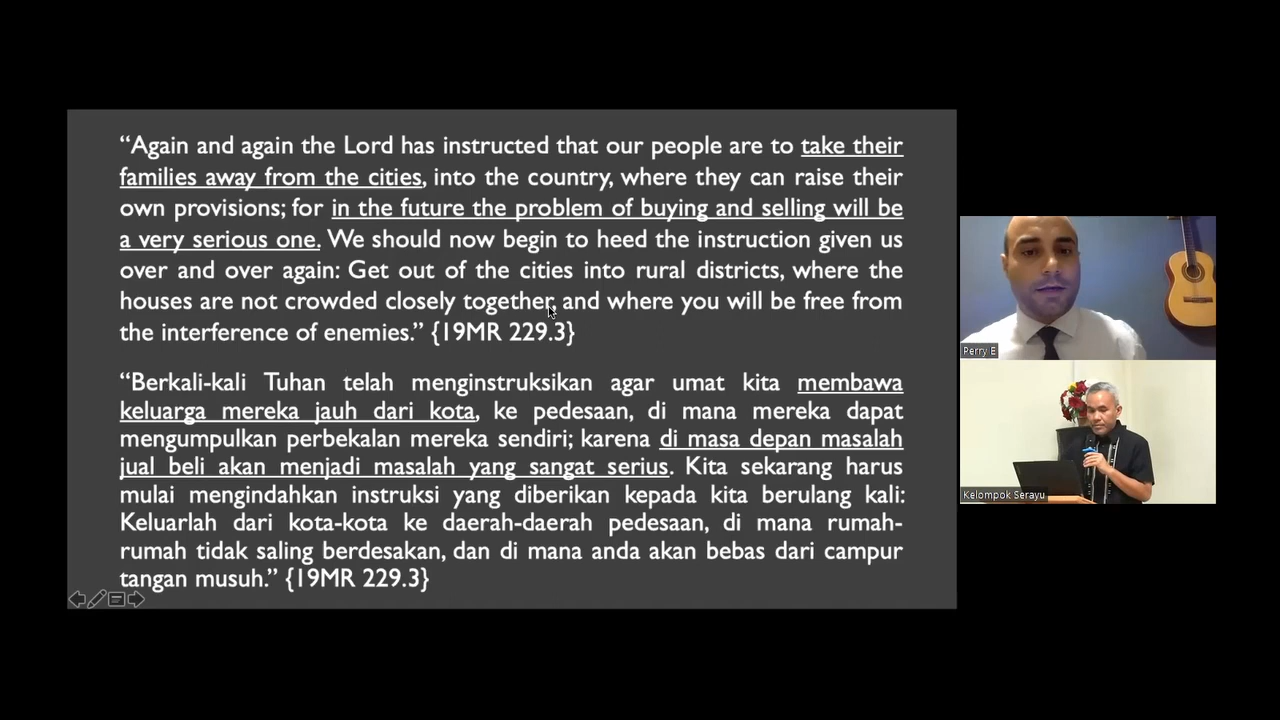 “Again and again the Lord has instructed that our people are to take their
families away from the cities, into the country, where they can raise their
own provisions; for in the future the problem of buying and selling will be
a very serious one. We should now begin to heed the instruction given us
over and over again: Get out of the cities into rural districts, where the
houses are not crowded closely together, and where you will be free from
the interference of enemies.” {19MR 229.3}
“Berkali-kali Tuhan telah menginstruksikan agar umat kita membawa
keluarga mereka jauh dari kota, ke pedesaan, di mana mereka dapat
mengumpulkan perbekalan mereka sendiri; karena di masa depan masalah
jual beli akan menjadi masalah yang sangat serius. Kita sekarang harus
mulai mengindahkan instruksi yang diberikan kepada kita berulang kali:
Keluarlah dari kota-kota ke daerah-daerah pedesaan, di mana rumah-
rumah tidak saling berdesakan, dan di mana anda akan bebas dari campur
tangan musuh.” {19MR 229.3}
Perry E
Kelompok Serayu